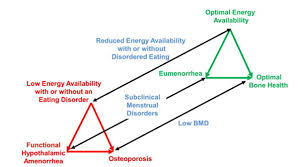 Optimal Energy
Availability
Reduced Energy Availability
with or without
Disordered Eating
Eumenorrhea
Optimal
Bone Health
Low Energy Availability
with or without an
Eating Disorder
Subclinical
Menstrual
Disorders
Low BMD
Functional
Hypothalamic
Amenorrhea
Osteoporosis